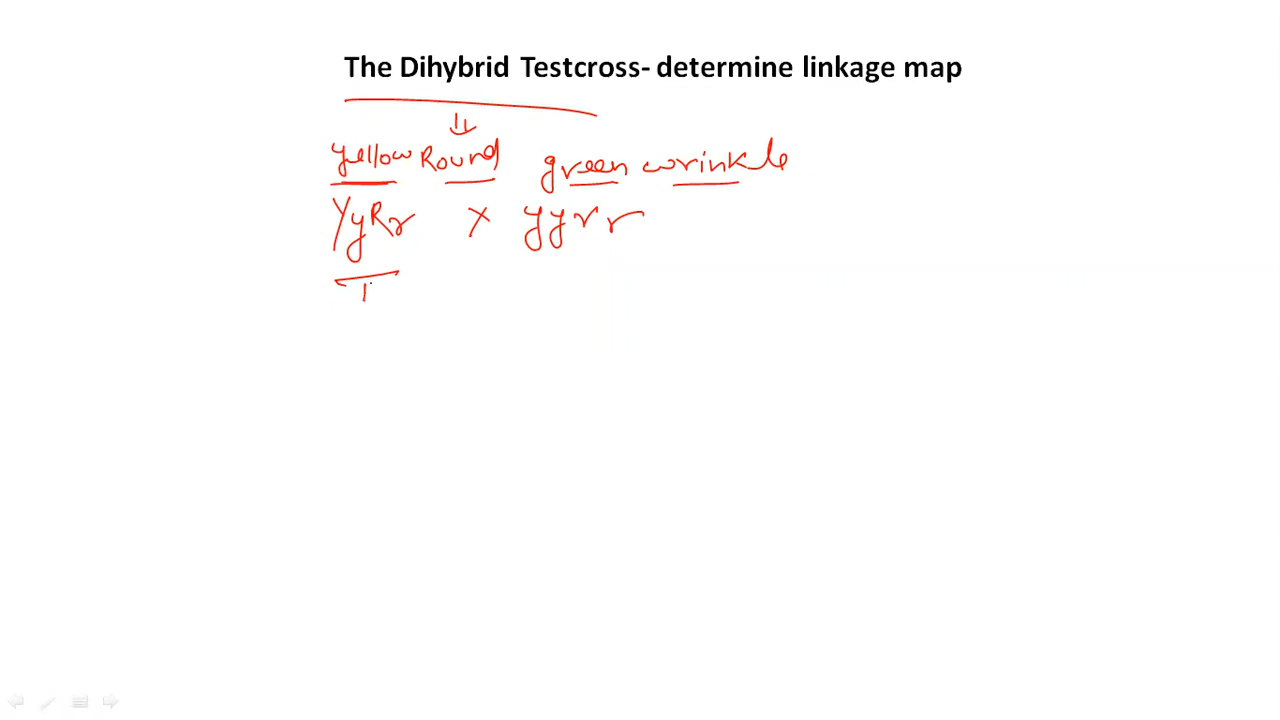 The Dihybrid Testcross- determine linkage map
yellow Round green wrinkle
YyRr x yyrr